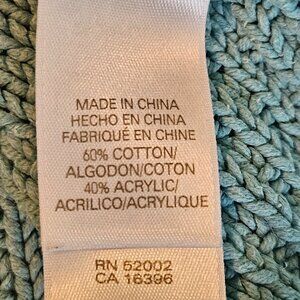 MADE IN CHINA
HECHO EN CHINA
FABRIQUÉ EN CHINE
60% COTTON/
ALGODON/COTON
40% ACRYLIC/
ACRILICO/ACRYLIQUE
RN 52002
CA 16396